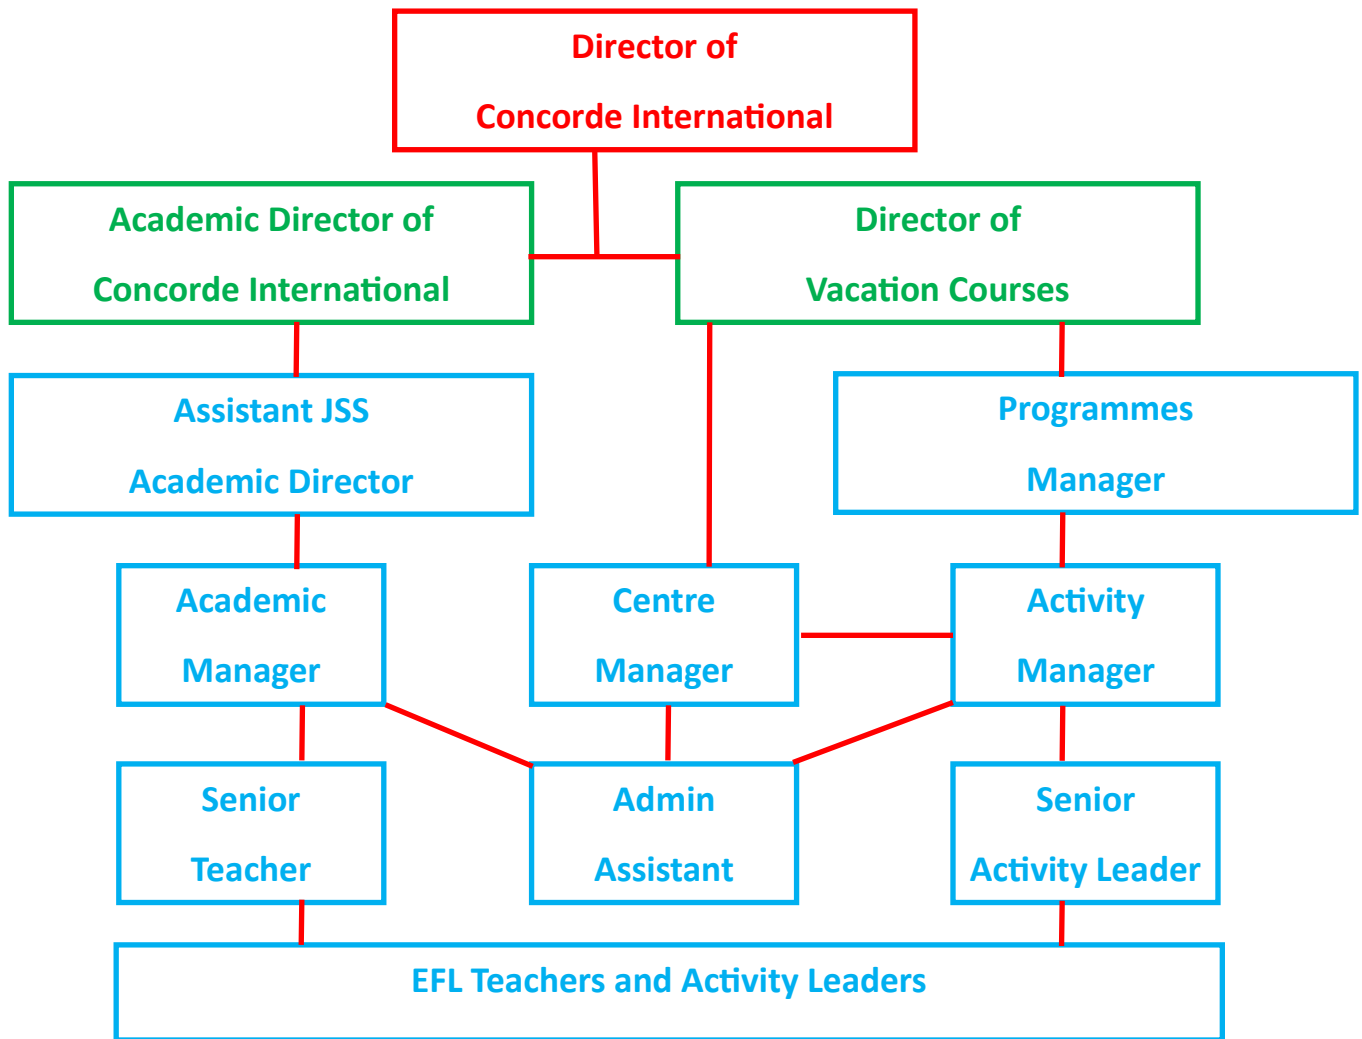 Director of
Concorde International
Academic Director of
Concorde International
Director of
Vacation Courses
Assistant JSS
Academic Director
Programmes
Manager
Academic
Manager
Centre
Manager
Activity
Manager
Senior
Teacher
Admin
Assistant
Senior
Activity Leader
EFL Teachers and Activity Leaders